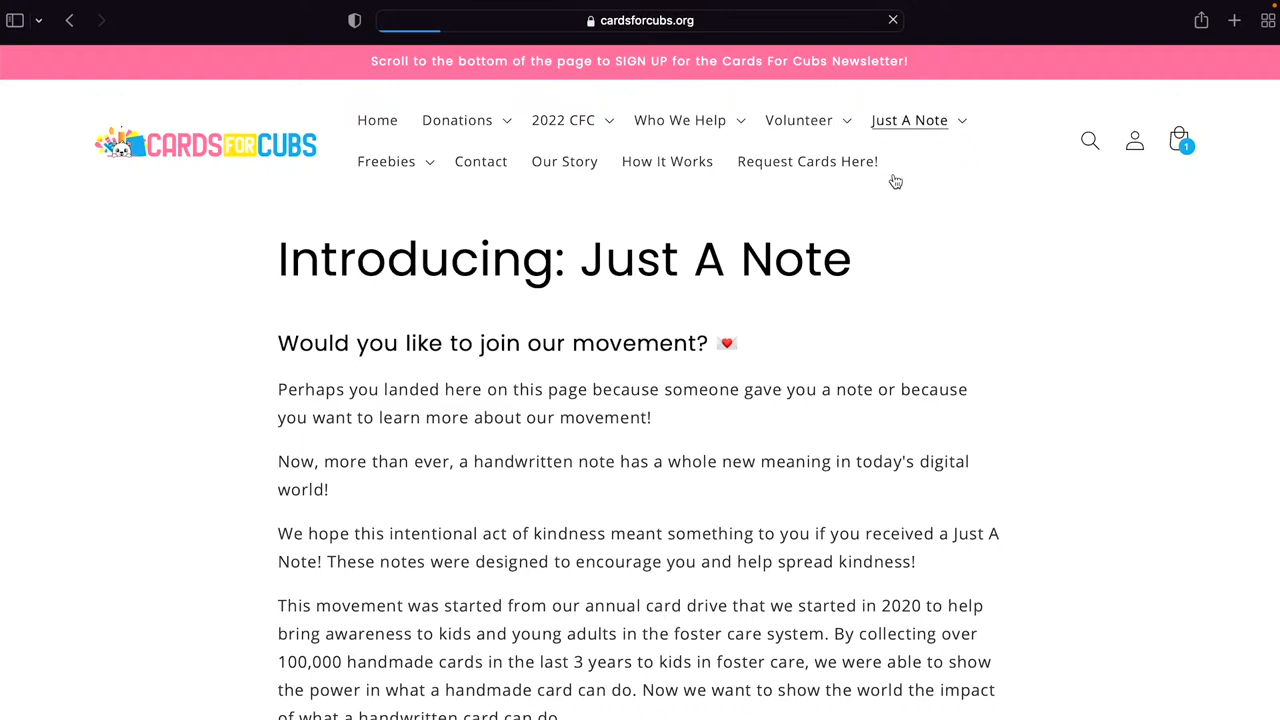 cardsforcubs.org
Scroll to the bottom of the page to SIGN UP for the Cards For Cubs Newsletter!
CARDSFORCUBS
Home Donations 2022 CFC Who We Help Volunteer Just A Note
Freebies Contact Our Story How It Works Request Cards Here!
1
Introducing: Just A Note
Would you like to join our movement? 💌
Perhaps you landed here on this page because someone gave you a note or because
you want to learn more about our movement!
Now, more than ever, a handwritten note has a whole new meaning in today's digital
world!
We hope this intentional act of kindness meant something to you if you received a Just A
Note! These notes were designed to encourage you and help spread kindness!
This movement was started from our annual card drive that we started in 2020 to help
bring awareness to kids and young adults in the foster care system. By collecting over
100,000 handmade cards in the last 3 years to kids in foster care, we were able to show
the power in what a handmade card can do. Now we want to show the world the impact
of what a handwritten card can do.